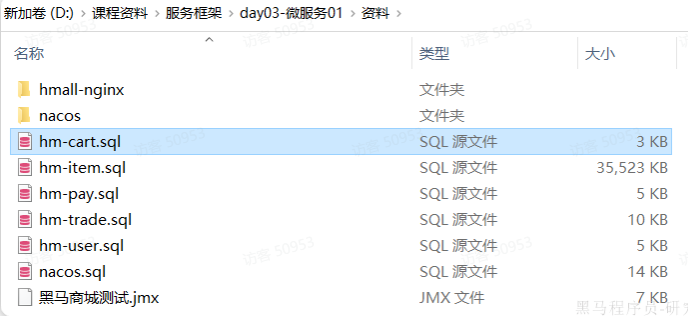 新加卷 (D:) › 课程资料 › 服务框架 › day03-微服务01 › 资料 ›
名称 类型 大小
hmall-nginx 文件夹
nacos 文件夹
hm-cart.sql SQL 源文件 3 KB
hm-item.sql SQL 源文件 35,523 KB
hm-pay.sql SQL 源文件 5 KB
hm-trade.sql SQL 源文件 10 KB
hm-user.sql SQL 源文件 5 KB
nacos.sql SQL 源文件 14 KB
黑马商城测试.jmx JMX 文件 7 KB
访客 50953
黑马程序员-研